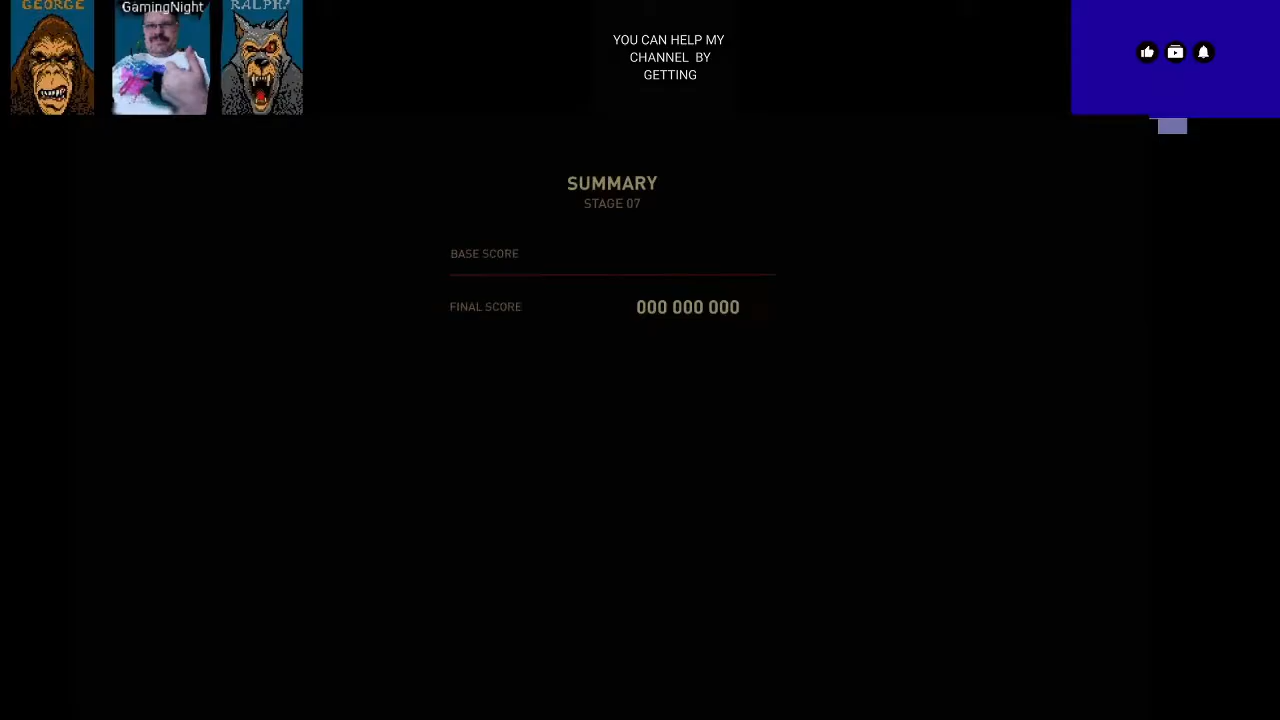 GEORGE
GamingNight
RALPH?
YOU CAN HELP MY
CHANNEL BY
GETTING
SUMMARY
STAGE 07
BASE SCORE
FINAL SCORE 000 000 000